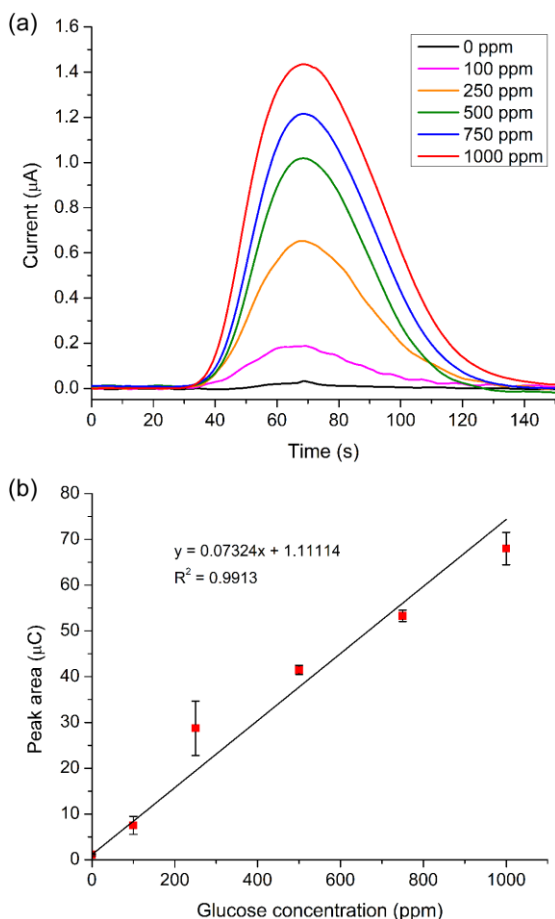 (a)
1.6
1.4
1.2
1.0
0.8
0.6
0.4
0.2
0.0
Current (μA)
0 ppm
100 ppm
250 ppm
500 ppm
750 ppm
1000 ppm
0 20 40 60 80 100 120 140
Time (s)
(b)
80
70
60
50
40
30
20
10
0
Peak area (μC)
y = 0.07324x + 1.11114
R² = 0.9913
0 200 400 600 800 1000
Glucose concentration (ppm)